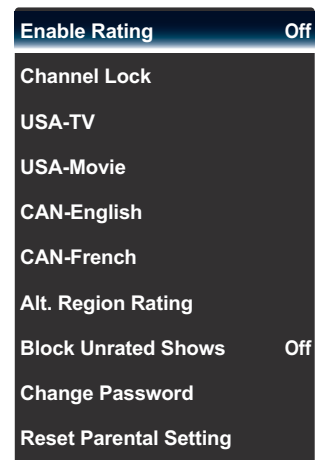 Enable Rating Off
Channel Lock
USA-TV
USA-Movie
CAN-English
CAN-French
Alt. Region Rating
Block Unrated Shows Off
Change Password
Reset Parental Setting